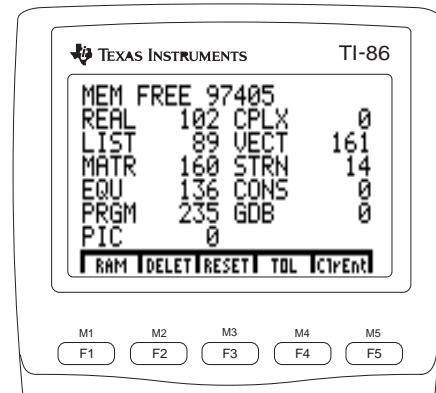 TEXAS INSTRUMENTS TI-86
MEM FREE 97405
REAL 102 CPLX 0
LIST 89 VECT 161
MATR 160 STRN 14
EQU 136 CONS 0
PRGM 235 GDB 0
PIC 0
RAM DELET RESET TOL ClrEnt
M1 M2 M3 M4 M5
F1 F2 F3 F4 F5